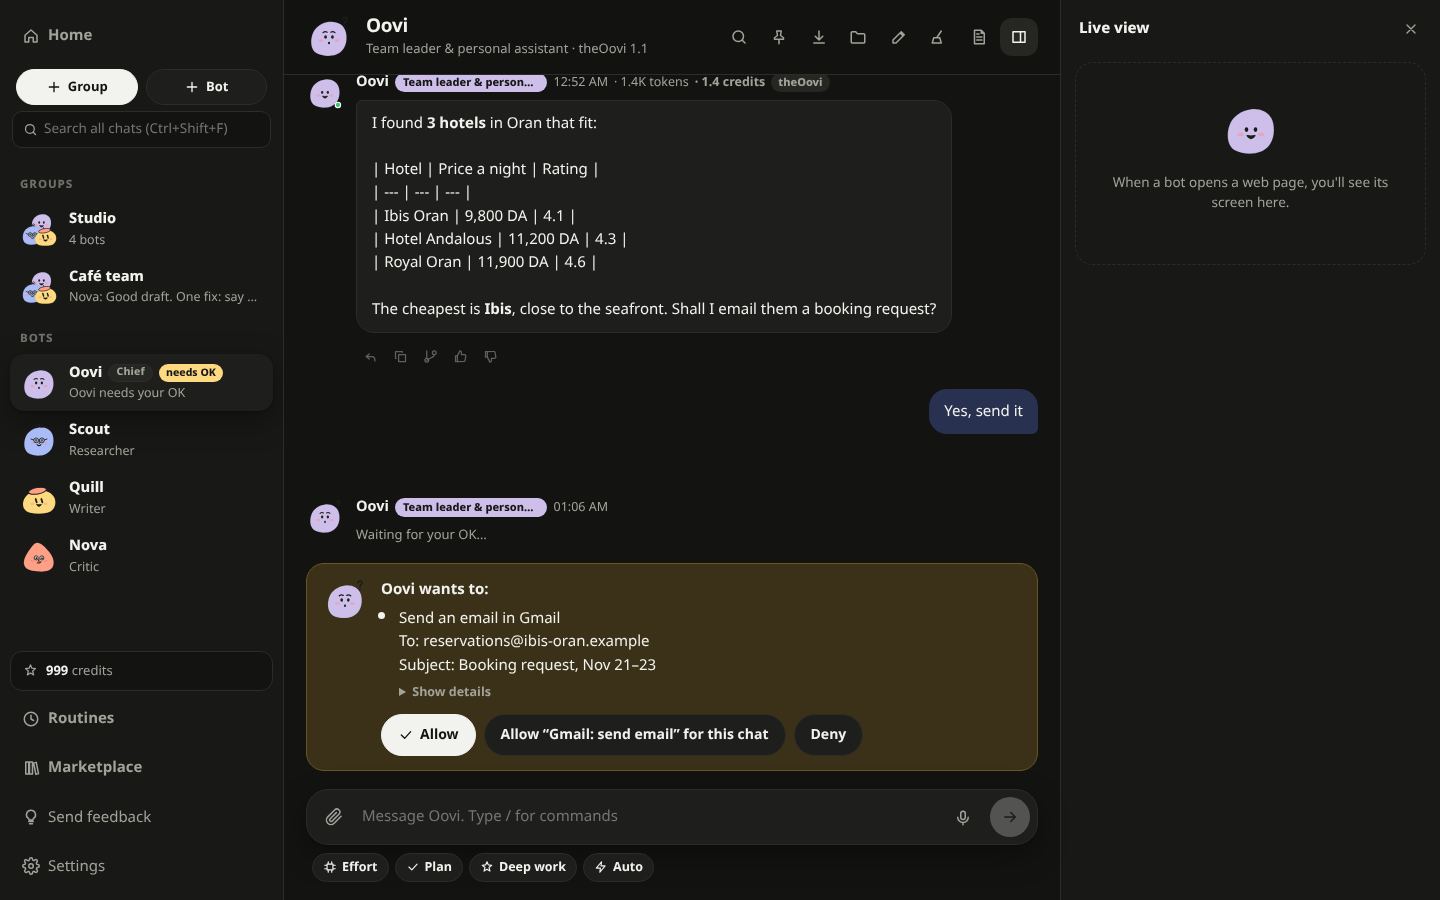 Home
Group
Bot
Search all chats (Ctrl+Shift+F)
GROUPS
Studio
4 bots
Café team
Nova: Good draft. One fix: say ...
BOTS
Oovi Chief needs OK
Oovi needs your OK
Scout
Researcher
Quill
Writer
Nova
Critic
999 credits
Routines
Marketplace
Send feedback
Settings
Oovi
Team leader & personal assistant · theOovi 1.1
Oovi Team leader & person... 12:52 AM · 1.4K tokens · 1.4 credits theOovi
I found 3 hotels in Oran that fit:
| Hotel | Price a night | Rating |
| --- | --- | --- |
| Ibis Oran | 9,800 DA | 4.1 |
| Hotel Andalous | 11,200 DA | 4.3 |
| Royal Oran | 11,900 DA | 4.6 |
The cheapest is Ibis, close to the seafront. Shall I email them a booking request?
Yes, send it
Oovi Team leader & person... 01:06 AM
Waiting for your OK...
Oovi wants to:
Send an email in Gmail
To: reservations@ibis-oran.example
Subject: Booking request, Nov 21–23
Show details
Allow
Allow “Gmail: send email” for this chat
Deny
Message Oovi. Type / for commands
Effort
Plan
Deep work
Auto
Live view
When a bot opens a web page, you'll see its
screen here.